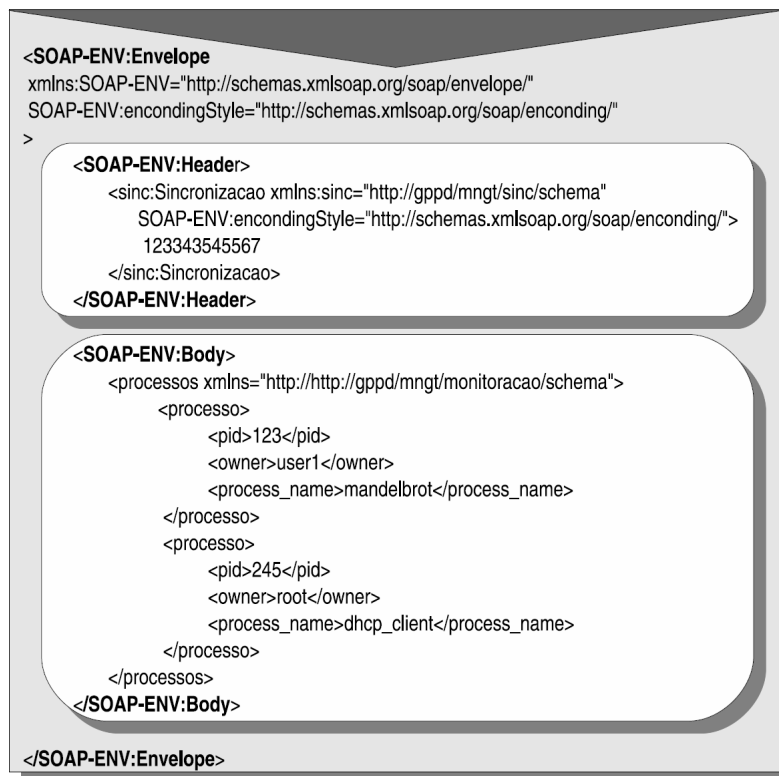 <SOAP-ENV:Envelope
xmlns:SOAP-ENV="http://schemas.xmlsoap.org/soap/envelope/"
SOAP-ENV:encondingStyle="http://schemas.xmlsoap.org/soap/enconding/"
>
<SOAP-ENV:Header>
<sinc:Sincronizacao xmlns:sinc="http://gppd/mngt/sinc/schema"
SOAP-ENV:encondingStyle="http://schemas.xmlsoap.org/soap/enconding/">
123343545567
</sinc:Sincronizacao>
</SOAP-ENV:Header>
<SOAP-ENV:Body>
<processos xmlns="http://http://gppd/mngt/monitoracao/schema">
<processo>
<pid>123</pid>
<owner>user1</owner>
<process_name>mandelbrot</process_name>
</processo>
<processo>
<pid>245</pid>
<owner>root</owner>
<process_name>dhcp_client</process_name>
</processo>
</processos>
</SOAP-ENV:Body>
</SOAP-ENV:Envelope>